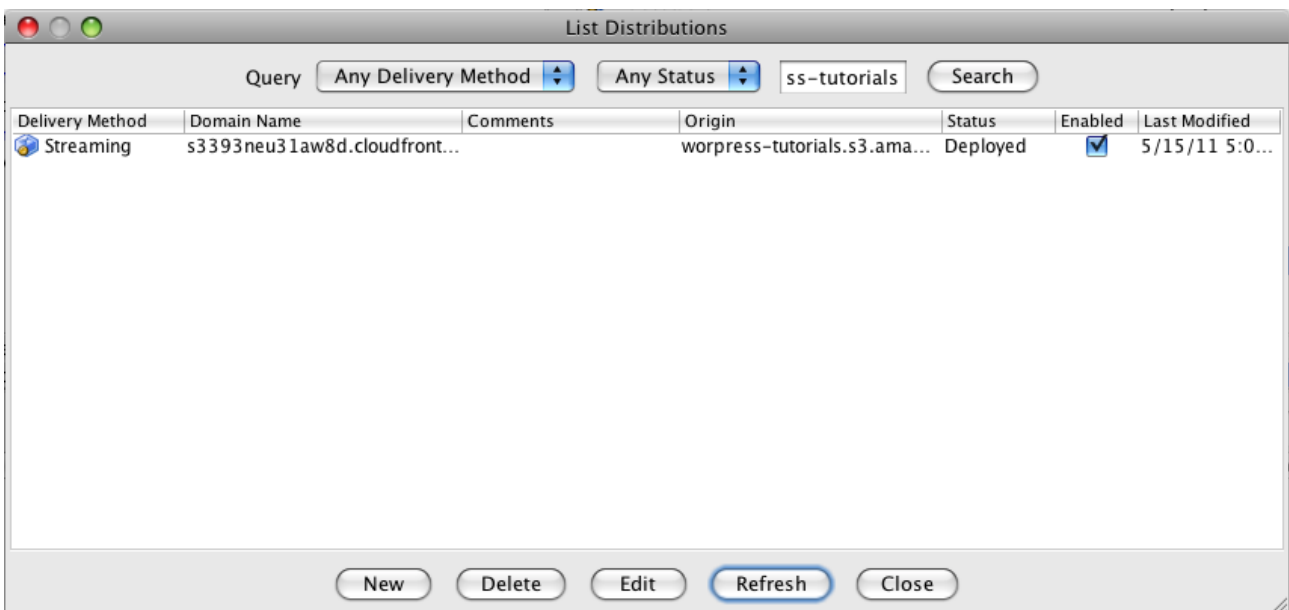 List Distributions
Query Any Delivery Method Any Status ss-tutorials Search
Delivery Method Domain Name Comments Origin Status Enabled Last Modified
Streaming s3393neu31aw8d.cloudfront... worpress-tutorials.s3.ama... Deployed 5/15/11 5:0...
New Delete Edit Refresh Close